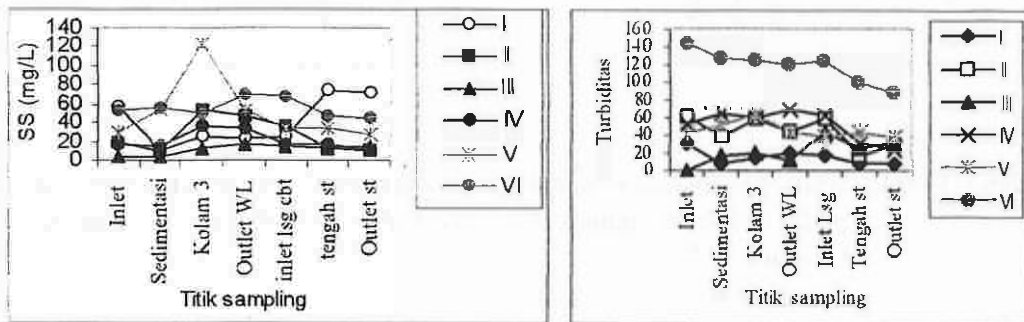 SS (mg/L)
140
120
100
80
60
40
20
0
Inlet
Sedimentasi
Kolam 3
Outlet WL
inlet lsg cbt
tengah st
Outlet st
Titik sampling
I
II
III
IV
V
VI
Turbiditas
160
140
120
100
80
60
40
20
0
Inlet
Sedimentasi
Kolam 3
Outlet WL
Inlet Lsg
Tengah st
Outlet st
Titik sampling
I
II
III
IV
V
VI